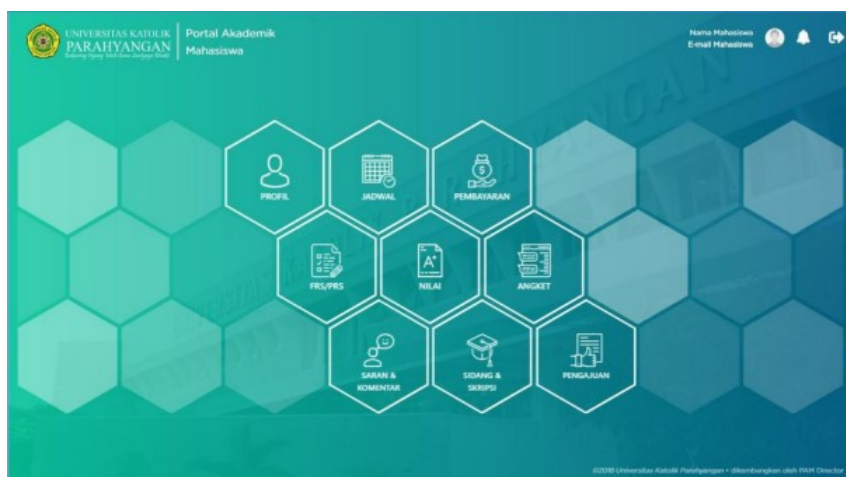 UNIVERSITAS KATOLIK
PARAHYANGAN
Portal Akademik
Mahasiswa
Nama Mahasiswa
E-mail Mahasiswa
PROFIL
JADWAL
PEMBAYARAN
FRS/PRS
NILAI
ANGKET
SARAN &
KOMENTAR
SIDANG &
SKRIPSI
PENGAJUAN
©2018 Universitas Katolik Parahyangan • dikembangkan oleh PAM Director